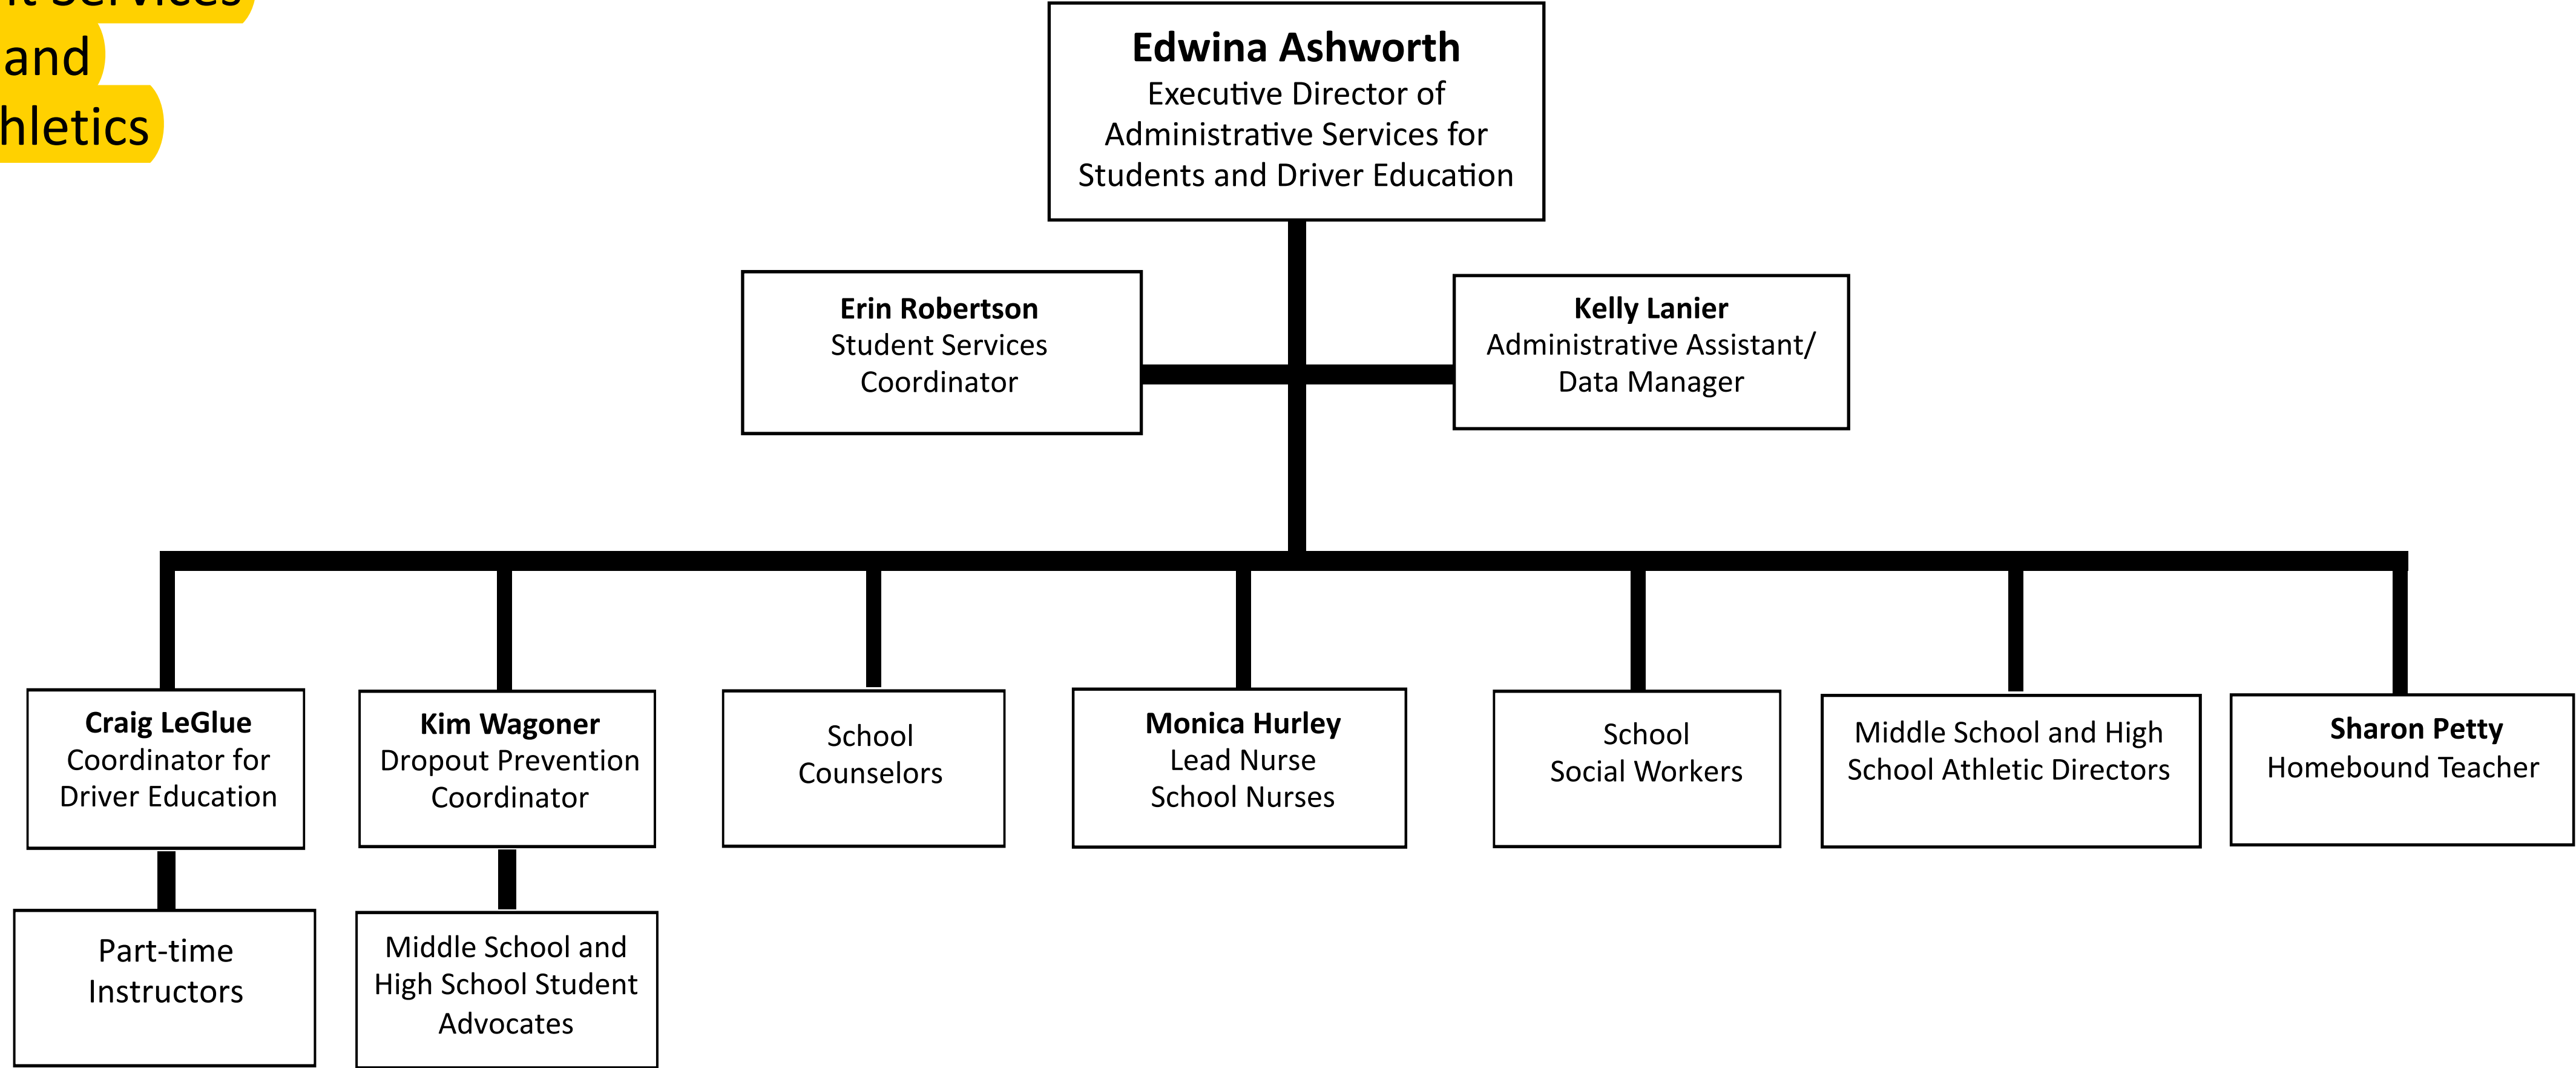 Services
and
Edwina Ashworth
Executive Director of
Administrative Services for
Students and Driver Education
Erin Robertson
Student Services
Coordinator
Kelly Lanier
Administrative Assistant/
Data Manager
Craig LeGlue
Coordinator for
Driver Education
Kim Wagoner
Dropout Prevention
Coordinator
School
Counselors
Monica Hurley
Lead Nurse
School Nurses
School
Social Workers
Middle School and High
School Athletic Directors
Sharon Petty
Homebound Teacher
Part-time
Instructors
Middle School and
High School Student
Advocates